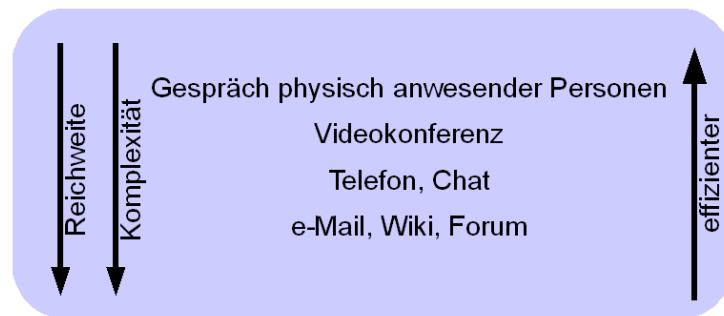 Reichweite
Komplexität
Gespräch physisch anwesender Personen
Videokonferenz
Telefon, Chat
e-Mail, Wiki, Forum
effizienter